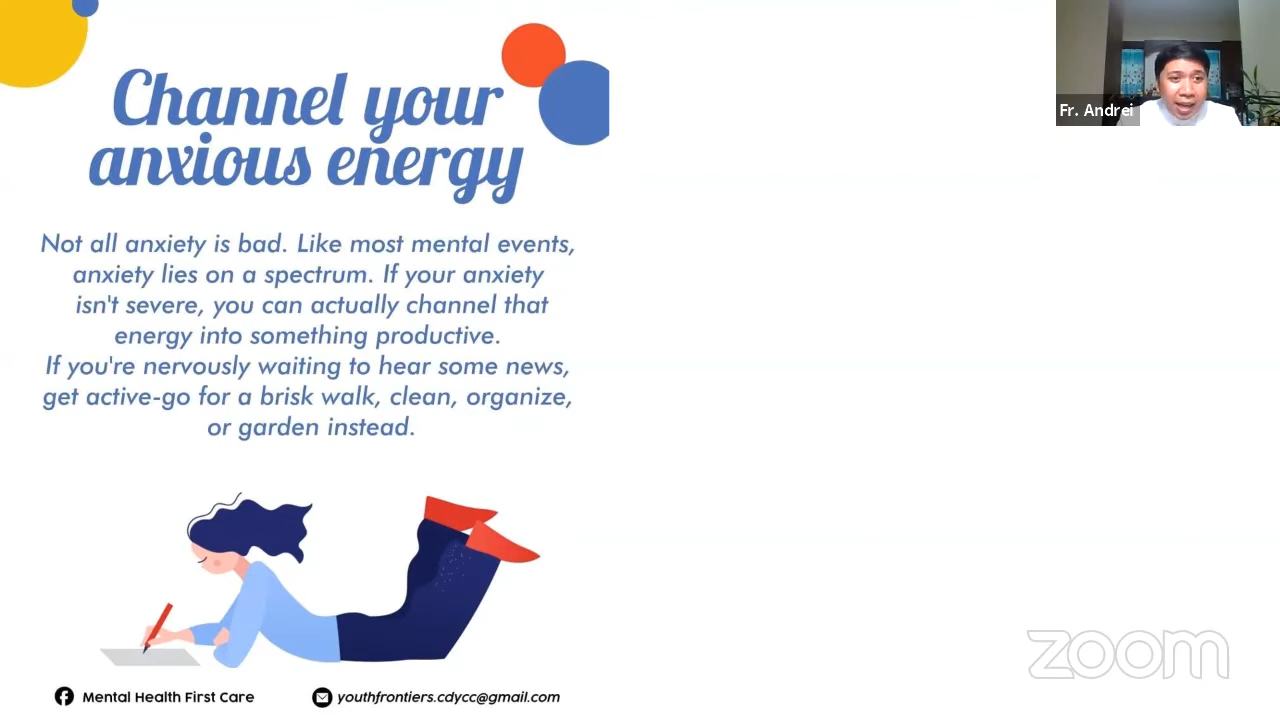 Channel your
anxious energy
Not all anxiety is bad. Like most mental events,
anxiety lies on a spectrum. If your anxiety
isn't severe, you can actually channel that
energy into something productive.
If you're nervously waiting to hear some news,
get active-go for a brisk walk, clean, organize,
or garden instead.
Mental Health First Care
youthfrontiers.cdycc@gmail.com
Fr. Andrei
zoom